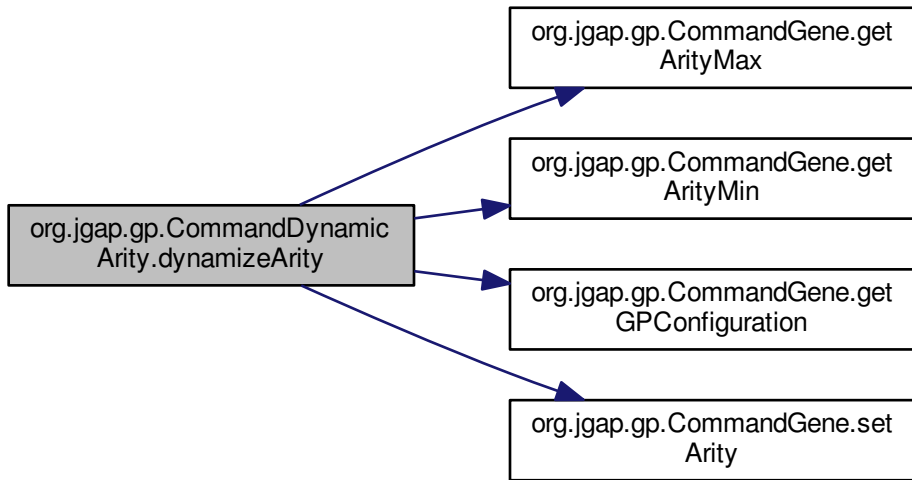 org.jgap.gp.CommandGene.get
ArityMax
org.jgap.gp.CommandGene.get
ArityMin
org.jgap.gp.CommandDynamic
Arity.dynamizeArity
org.jgap.gp.CommandGene.get
GPConfiguration
org.jgap.gp.CommandGene.set
Arity